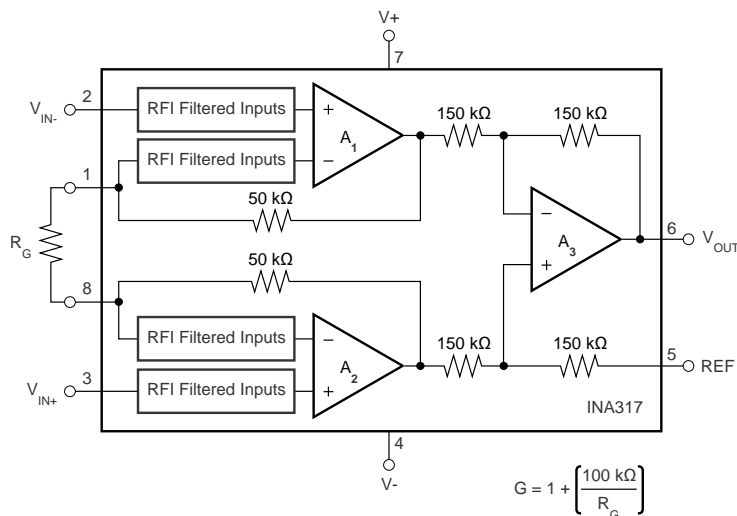 V+
7
2
V_IN-
RFI Filtered Inputs
+
A_1
150 kΩ
150 kΩ
RFI Filtered Inputs
−
1
50 kΩ
R_G
−
A_3
+
6
V_OUT
50 kΩ
8
RFI Filtered Inputs
−
A_2
150 kΩ
150 kΩ
5
REF
3
V_IN+
RFI Filtered Inputs
+
INA317
4
V-
G = 1 + [100 kΩ / R_G]